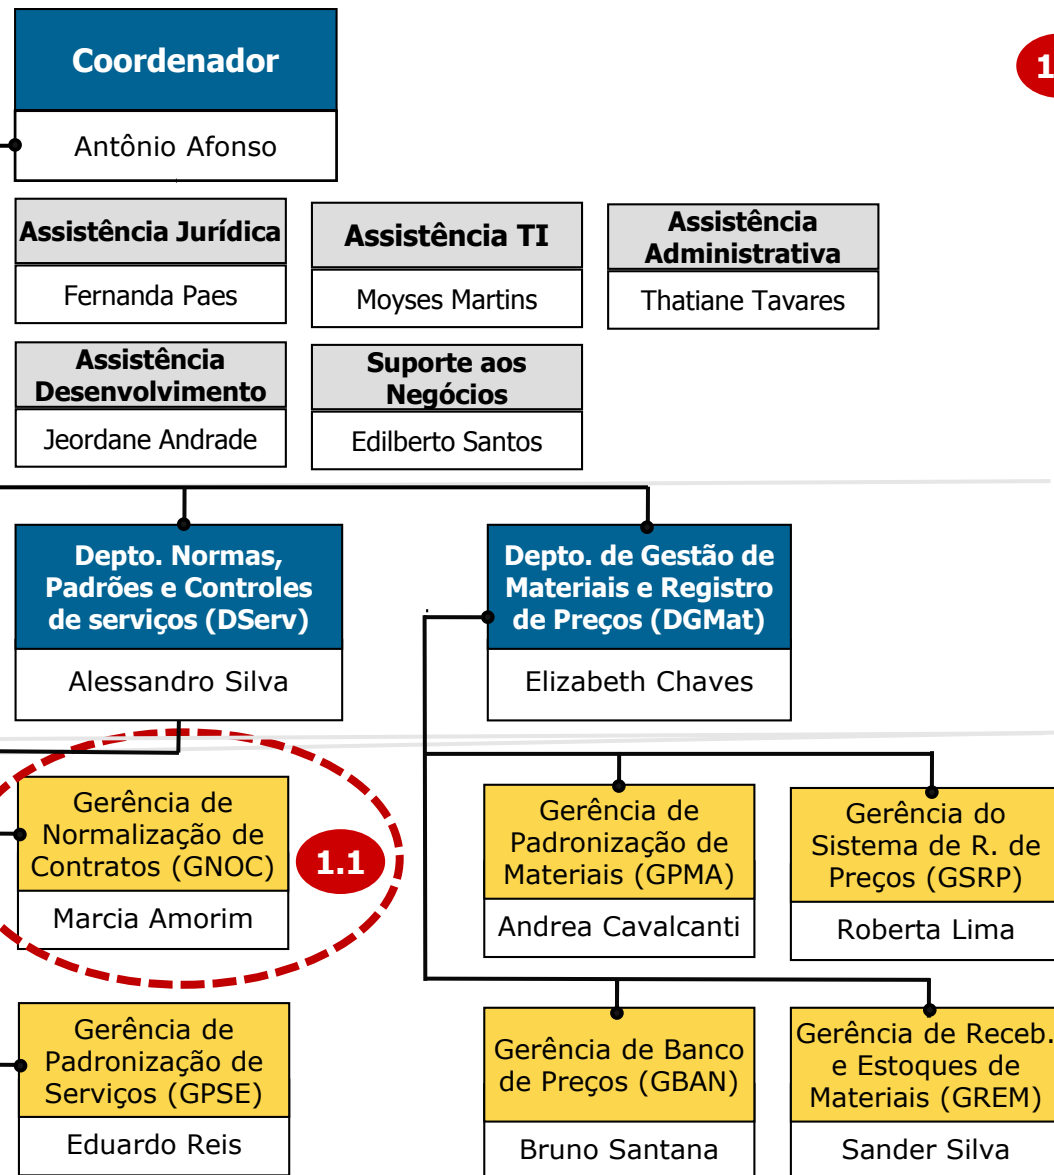 Coordenador
Antônio Afonso
1
Assistência Jurídica
Fernanda Paes
Assistência TI
Moyses Martins
Assistência
Administrativa
Thatiane Tavares
Assistência
Desenvolvimento
Jeordane Andrade
Suporte aos
Negócios
Edilberto Santos
Depto. Normas,
Padrões e Controles
de serviços (DServ)
Alessandro Silva
Depto. de Gestão de
Materiais e Registro
de Preços (DGMat)
Elizabeth Chaves
Gerência de
Normalização de
Contratos (GNOC)
Marcia Amorim
1.1
Gerência de
Padronização de
Materiais (GPMA)
Andrea Cavalcanti
Gerência do
Sistema de R. de
Preços (GSRP)
Roberta Lima
Gerência de
Padronização de
Serviços (GPSE)
Eduardo Reis
Gerência de Banco
de Preços (GBAN)
Bruno Santana
Gerência de Receb.
e Estoques de
Materiais (GREM)
Sander Silva